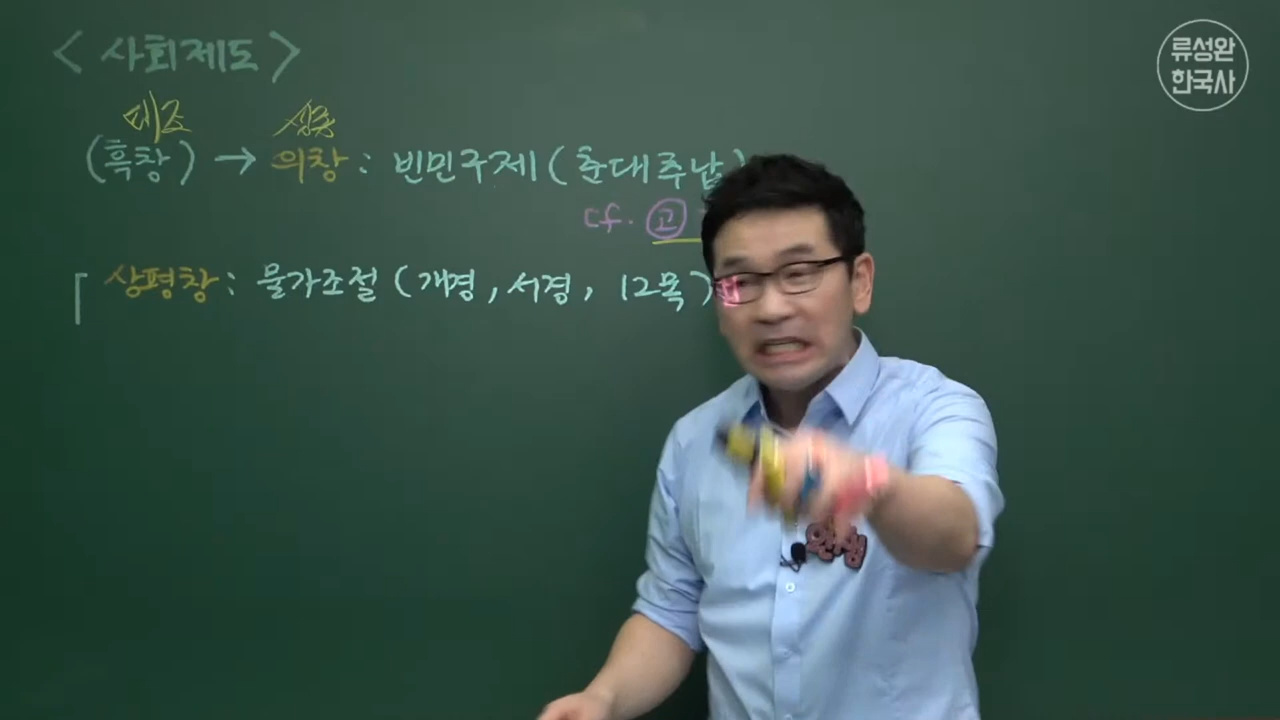 <사회제도>
태조 성종
(흑창) → 의창 : 빈민구제 (춘대추납)
cf. 고
상평창 : 물가조절 (개경, 서경, 12목)
류성완
한국사